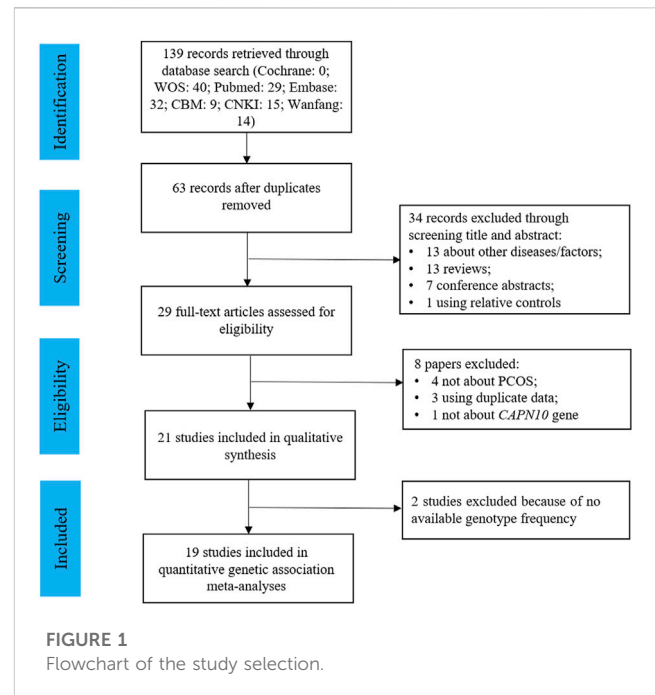 Identification
139 records retrieved through
database search (Cochrane: 0;
WOS: 40; Pubmed: 29; Embase:
32; CBM: 9; CNKI: 15; Wanfang:
14)
63 records after duplicates
removed
Screening
34 records excluded through
screening title and abstract:
• 13 about other diseases/factors;
• 13 reviews;
• 7 conference abstracts;
• 1 using relative controls
29 full-text articles assessed for
eligibility
Eligibility
8 papers excluded:
• 4 not about PCOS;
• 3 using duplicate data;
• 1 not about CAPN10 gene
21 studies included in qualitative
synthesis
Included
2 studies excluded because of no
available genotype frequency
19 studies included in
quantitative genetic association
meta-analyses
FIGURE 1
Flowchart of the study selection.